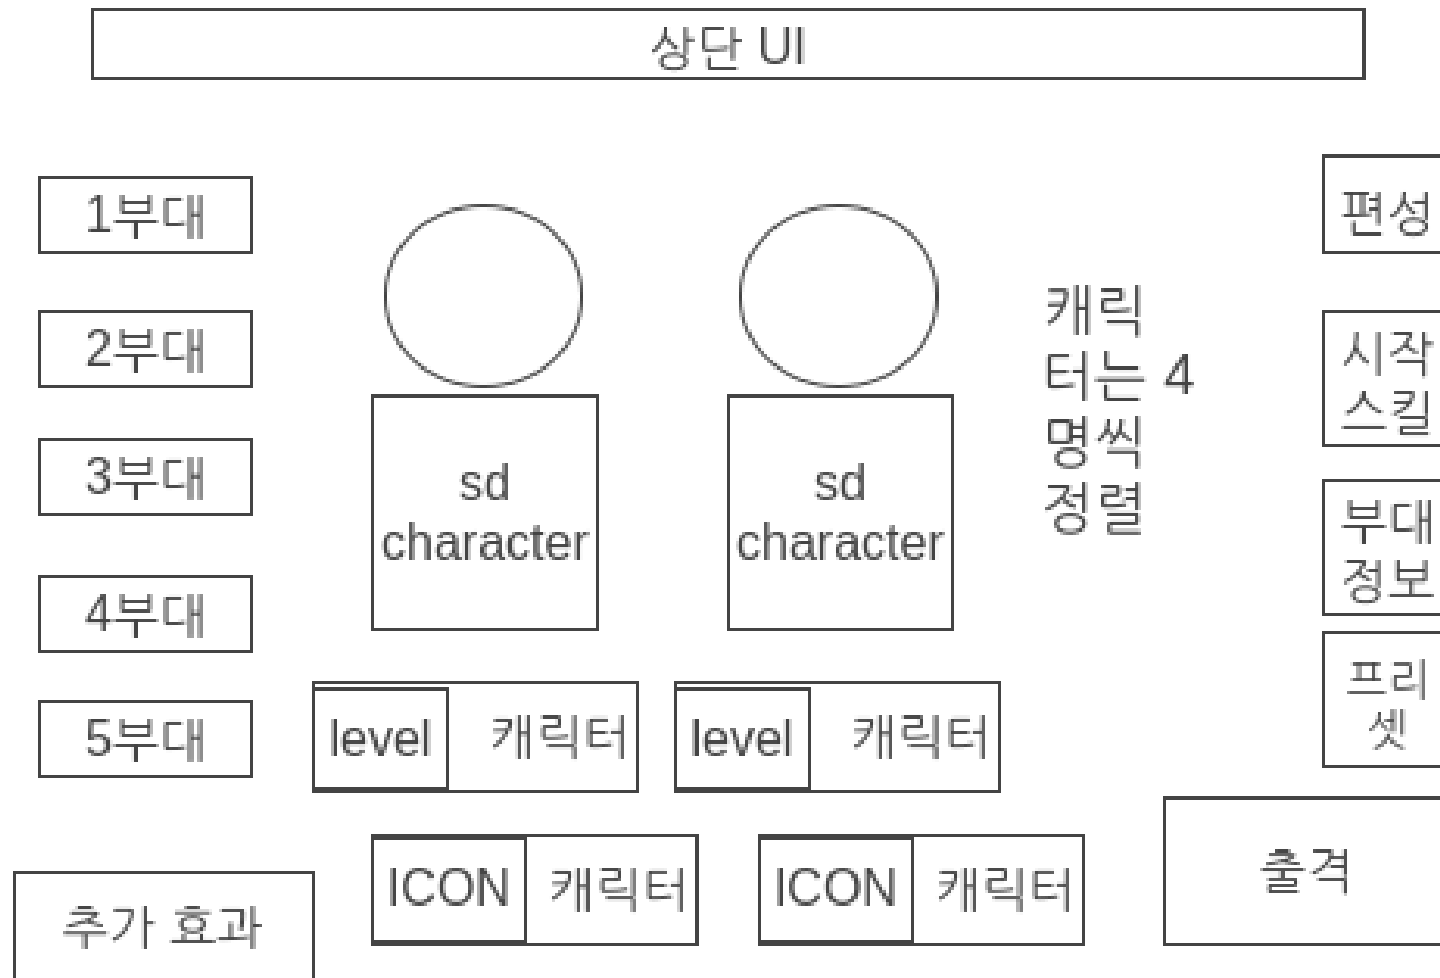 상단 UI
1부대
2부대
3부대
4부대
5부대
추가 효과
sd
character
sd
character
캐릭
터는 4
명씩
정렬
level 캐릭터
level 캐릭터
ICON 캐릭터
ICON 캐릭터
편성
시작
스킬
부대
정보
프리
셋
출격